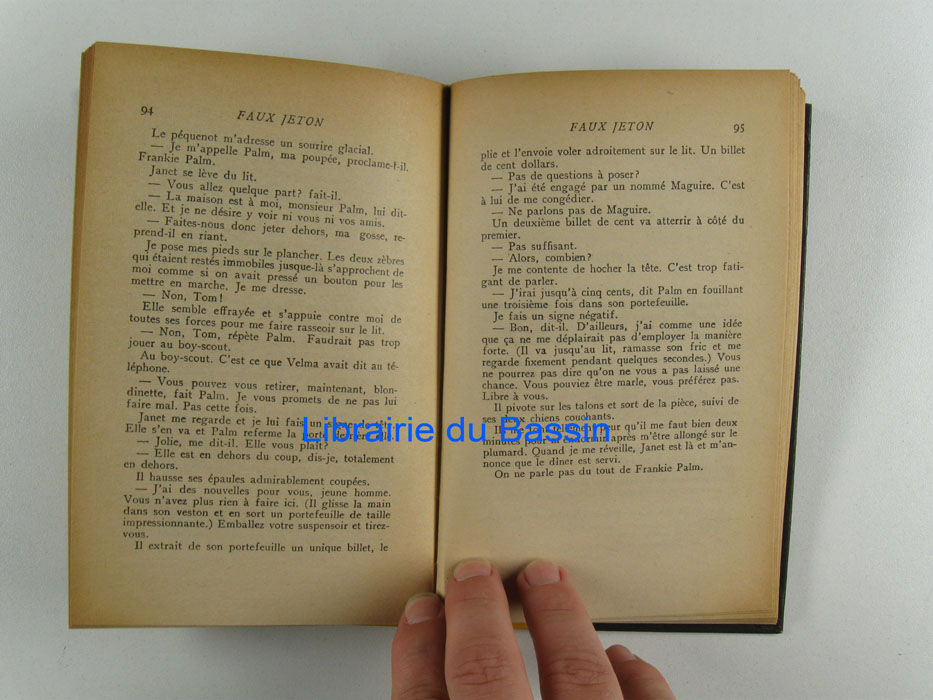 94
FAUX JETON
Le péquenot m'adresse un sourire glacial.
— Je m'appelle Palm, ma poupée, proclame-t-il.
Frankie Palm.
Janet se lève du lit.
— Vous allez quelque part? fait-il.
— La maison est à moi, monsieur Palm, lui dit-
elle. Et je ne désire y voir ni vous ni vos amis.
— Faites-nous donc jeter dehors, ma gosse, re-
prend-il en riant.
Je pose mes pieds sur le plancher. Les deux zèbres
qui étaient restés immobiles jusque-là s'approchent de
moi comme si on avait pressé un bouton pour les
mettre en marche. Je me dresse.
— Non, Tom!
Elle semble effrayée et s'appuie contre moi de
toutes ses forces pour me faire rasseoir sur le lit.
— Non, Tom, répète Palm. Faudrait pas trop
jouer au boy-scout.
Au boy-scout. C'est ce que Velma avait dit au té-
léphone.
— Vous pouvez vous retirer, maintenant, blon-
dinette, fait Palm. Je vous promets de ne pas lui
faire mal. Pas cette fois.
Janet me regarde et je lui fais un
Elle s'en va et Palm referme la
— Jolie, me dit-il. Elle vous plaît?
— Elle est en dehors du coup, dis-je, totalement
en dehors.
Il hausse ses épaules admirablement coupées.
— J'ai des nouvelles pour vous, jeune homme.
Vous n'avez plus rien à faire ici. (Il glisse la main
dans son veston et en sort un portefeuille de taille
impressionnante.) Emballez votre suspensoir et tirez-
vous.
Il extrait de son portefeuille un unique billet, le
FAUX JETON
95
plie et l'envoie voler adroitement sur le lit. Un billet
de cent dollars.
— Pas de questions à poser?
— J'ai été engagé par un nommé Maguire. C'est
à lui de me congédier.
— Ne parlons pas de Maguire.
Un deuxième billet de cent va atterrir à côté du
premier.
— Pas suffisant.
— Alors, combien?
Je me contente de hocher la tête. C'est trop fati-
gant de parler.
— J'irai jusqu'à cinq cents, dit Palm en fouillant
une troisième fois dans son portefeuille.
Je fais un signe négatif.
— Bon, dit-il. D'ailleurs, j'ai comme une idée
que ça ne me déplairait pas d'employer la manière
forte. (Il va jusqu'au lit, ramasse son fric et me
regarde fixement pendant quelques secondes.) Vous
ne pourrez pas dire qu'on ne vous a pas laissé une
chance. Vous pouviez être marle, vous préférez pas.
Libre à vous.
Il pivote sur les talons et sort de la pièce, suivi de
ses deux chiens couchants.
qu'il me faut bien deux
minutes pour après m'être allongé sur le
plumard. Quand je me réveille, Janet est là et m'an-
nonce que le dîner est servi.
On ne parle pas du tout de Frankie Palm.
Librairie du Bassin